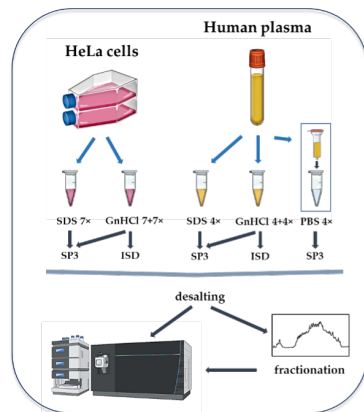 Human plasma
HeLa cells
SDS 7× GnHCl 7+7× SDS 4× GnHCl 4+4× PBS 4×
SP3 ISD SP3 ISD SP3
desalting
fractionation